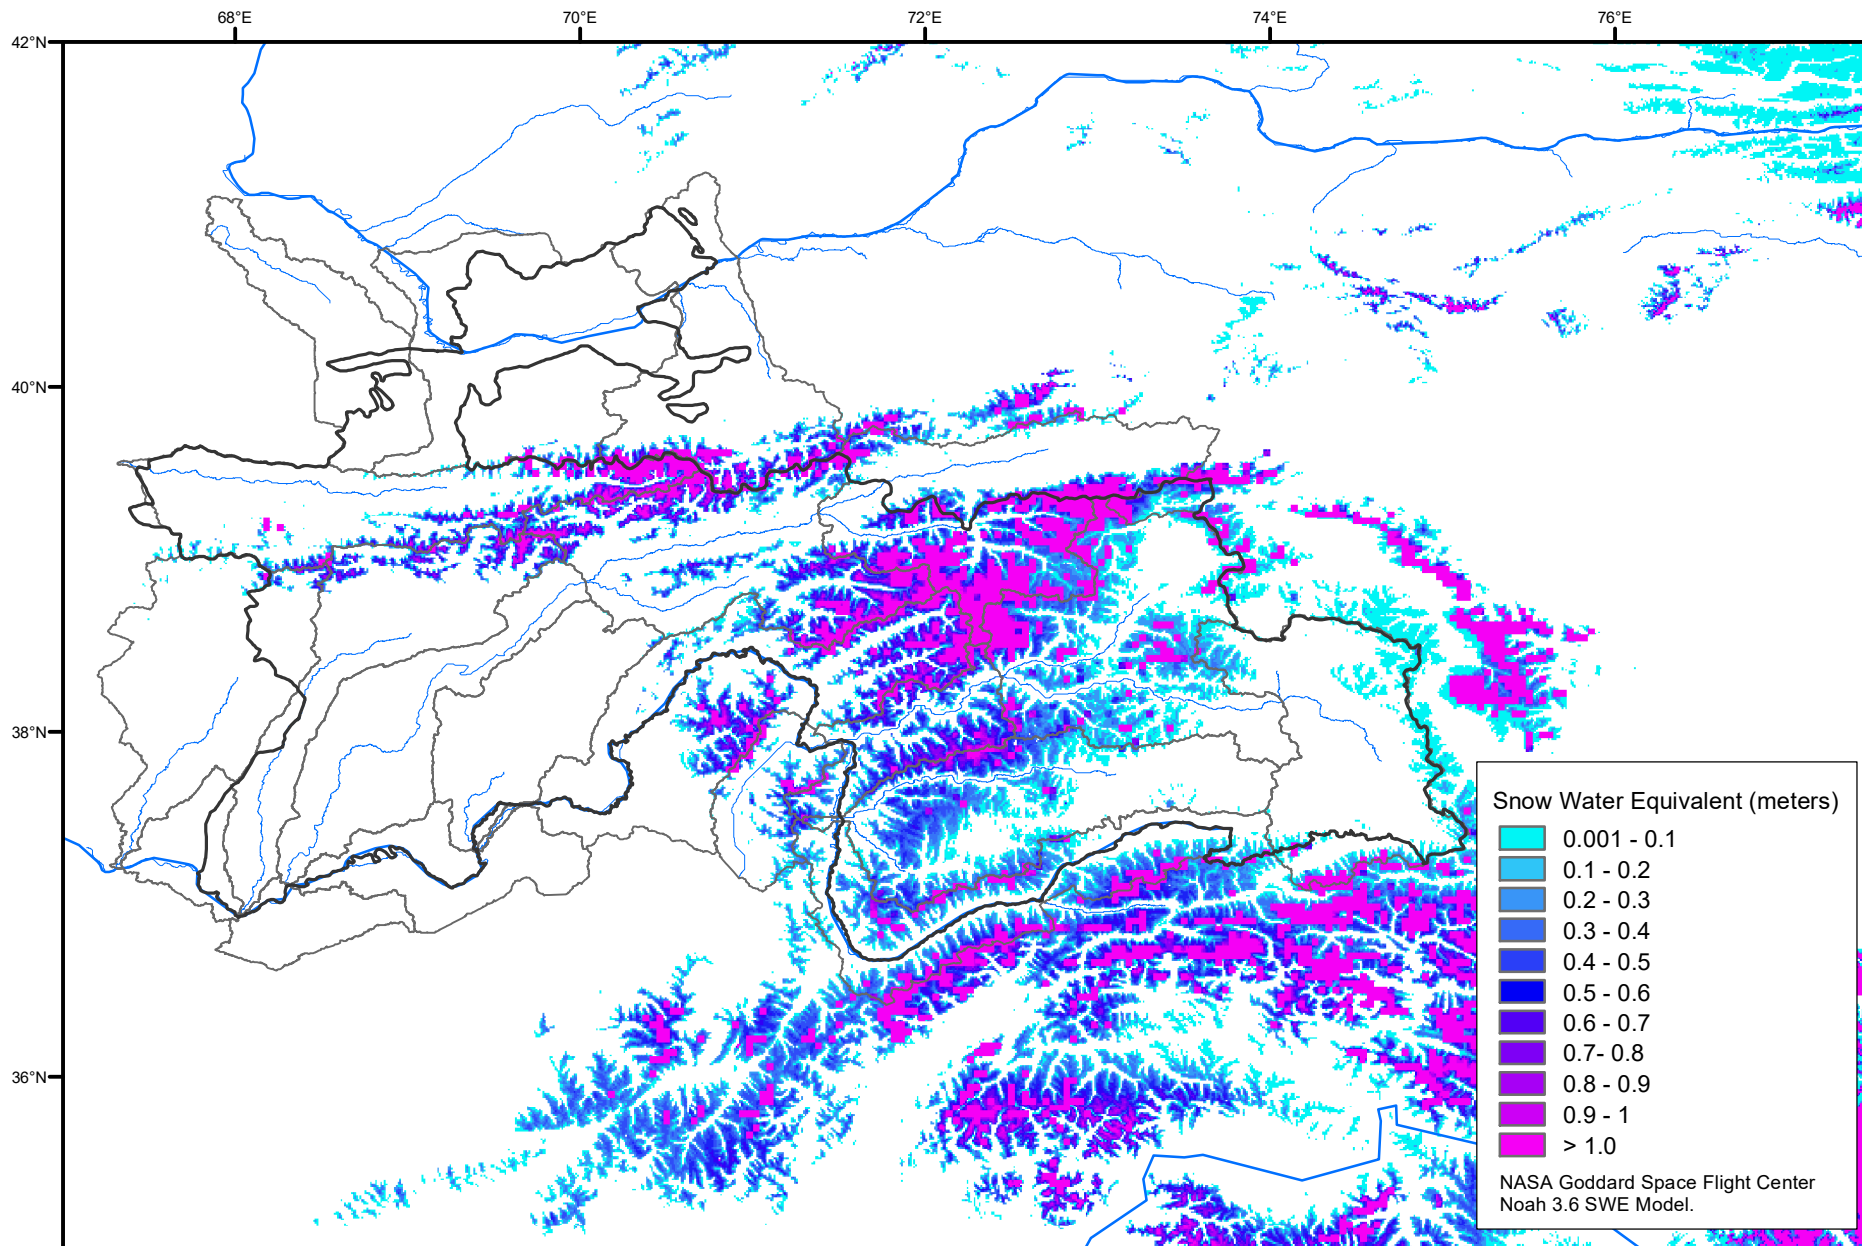 68°E 70°E 72°E 74°E 76°E
42°N
40°N
38°N
36°N
Snow Water Equivalent (meters)
0.001 - 0.1
0.1 - 0.2
0.2 - 0.3
0.3 - 0.4
0.4 - 0.5
0.5 - 0.6
0.6 - 0.7
0.7- 0.8
0.8 - 0.9
0.9 - 1
> 1.0
NASA Goddard Space Flight Center
Noah 3.6 SWE Model.